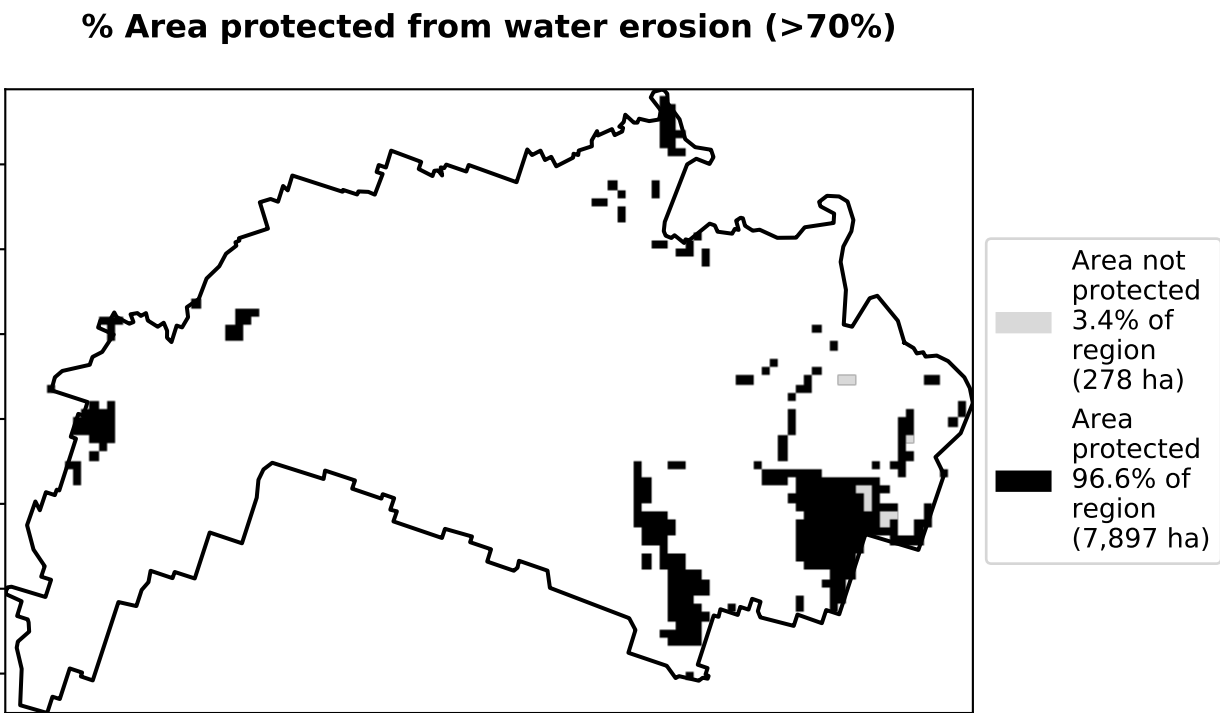 % Area protected from water erosion (>70%)
Area not
protected
3.4% of
region
(278 ha)
Area
protected
96.6% of
region
(7,897 ha)